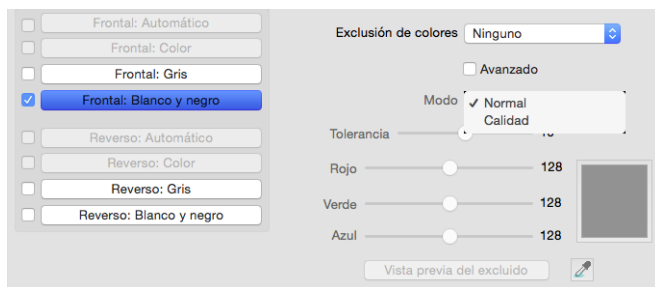 Frontal: Automático
Frontal: Color
Frontal: Gris
Frontal: Blanco y negro
Reverso: Automático
Reverso: Color
Reverso: Gris
Reverso: Blanco y negro
Exclusión de colores Ninguno
Avanzado
Modo
Normal
Calidad
Tolerancia
Rojo 128
Verde 128
Azul 128
Vista previa del excluido